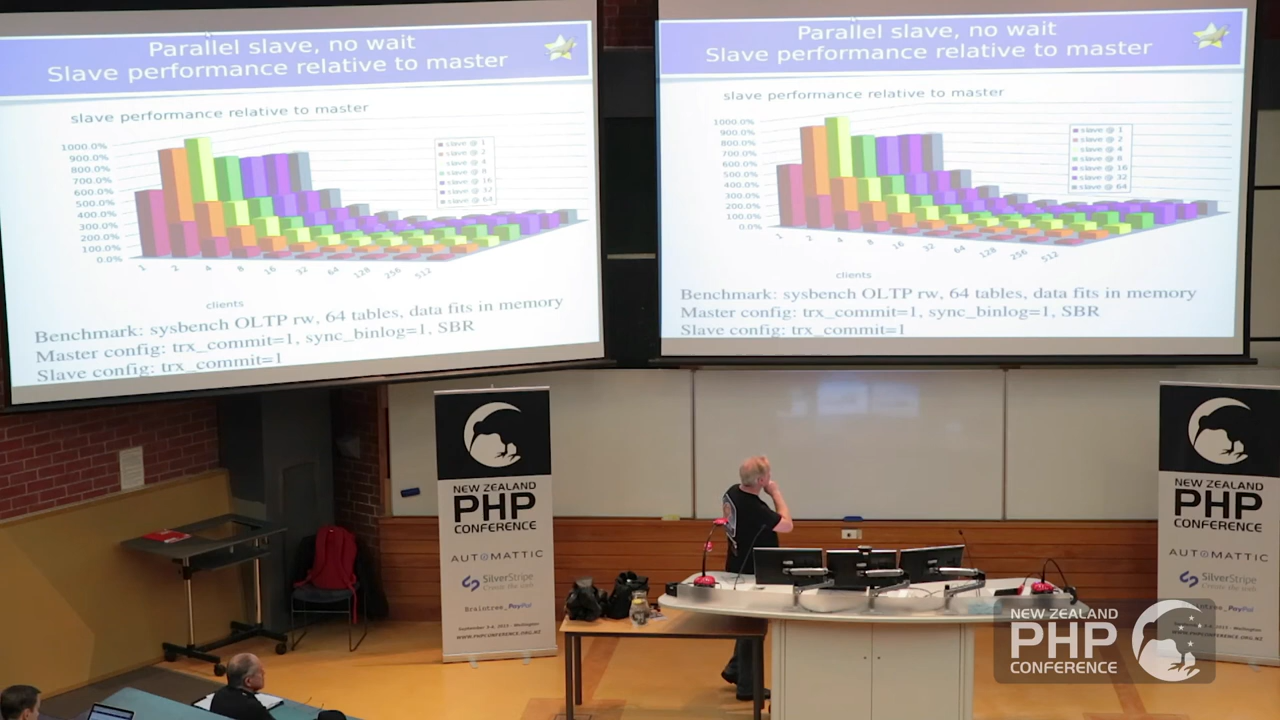 Parallel slave, no wait
Slave performance relative to master
slave performance relative to master
1000.0%
900.0%
800.0%
700.0%
600.0%
500.0%
400.0%
300.0%
200.0%
100.0%
0.0%
1
2
4
8
16
32
64
128
256
512
clients
slave @ 1
slave @ 2
slave @ 4
slave @ 8
slave @ 16
slave @ 32
slave @ 64
Benchmark: sysbench OLTP rw, 64 tables, data fits in memory
Master config: trx_commit=1, sync_binlog=1, SBR
Slave config: trx_commit=1
Parallel slave, no wait
Slave performance relative to master
slave performance relative to master
1000.0%
900.0%
800.0%
700.0%
600.0%
500.0%
400.0%
300.0%
200.0%
100.0%
0.0%
1
2
4
8
16
32
64
128
256
512
clients
slave @ 1
slave @ 2
slave @ 4
slave @ 8
slave @ 16
slave @ 32
slave @ 64
Benchmark: sysbench OLTP rw, 64 tables, data fits in memory
Master config: trx_commit=1, sync_binlog=1, SBR
Slave config: trx_commit=1
NEW ZEALAND
PHP
CONFERENCE
AUTOMATTIC
SilverStripe
Braintree_PayPal
WWW.PHPCONFERENCE.ORG.NZ
NEW ZEALAND
PHP
CONFERENCE
AUTOMATTIC
SilverStripe
NEW ZEALAND
PHP
CONFERENCE